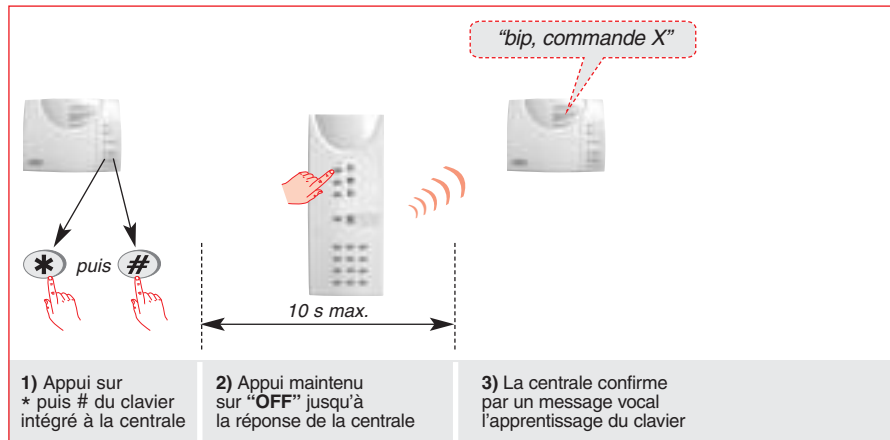 “bip, commande X”
* puis #
10 s max.
1) Appui sur
* puis # du clavier
intégré à la centrale
2) Appui maintenu
sur “OFF” jusqu'à
la réponse de la centrale
3) La centrale confirme
par un message vocal
l'apprentissage du clavier